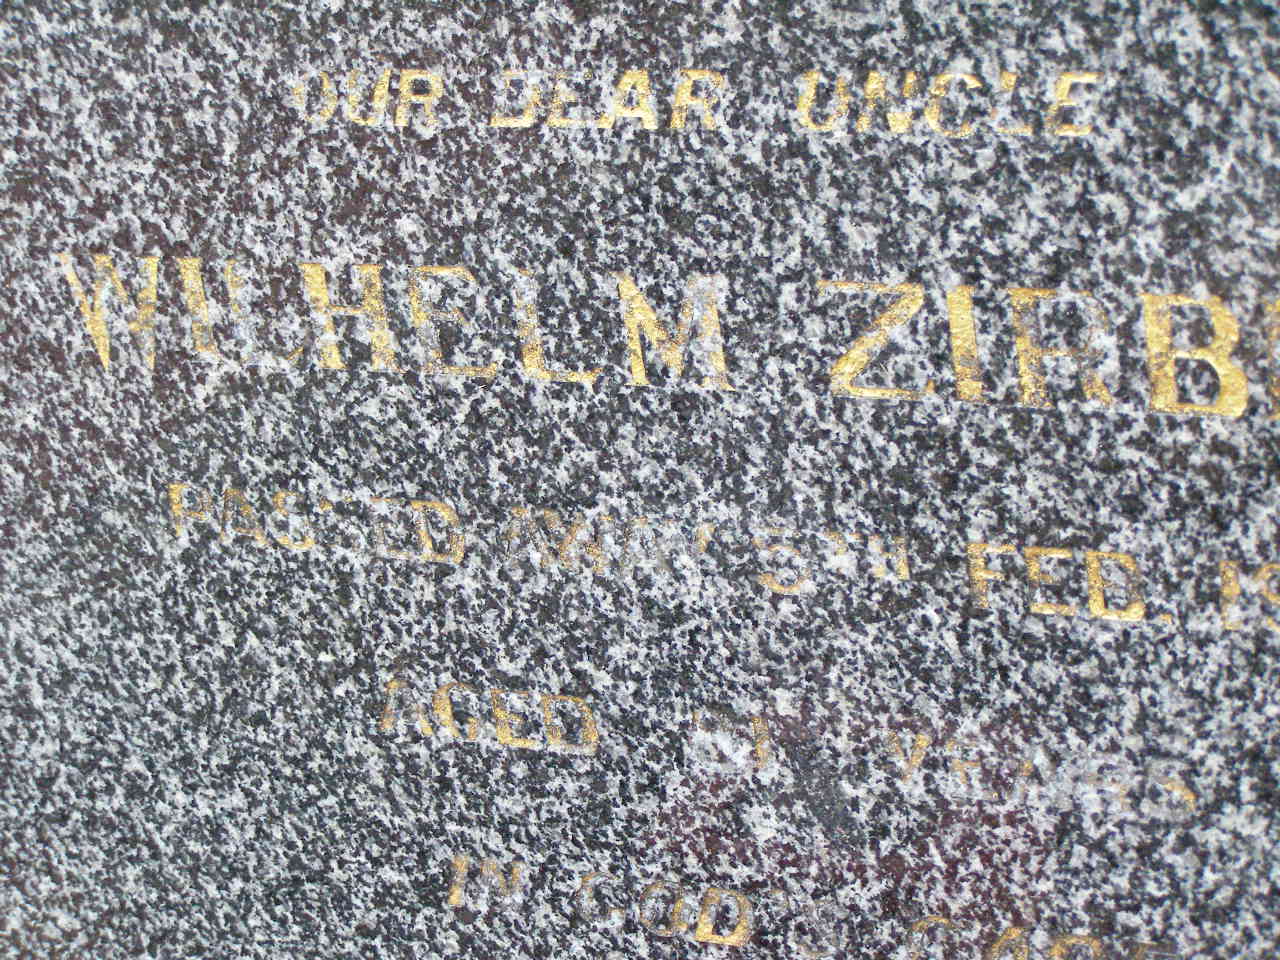 OUR DEAR UNCLE
WILHELM ZIRB
PASSED AWAY 5TH FEB. 19
AGED YEARS
IN GOD'S CARE